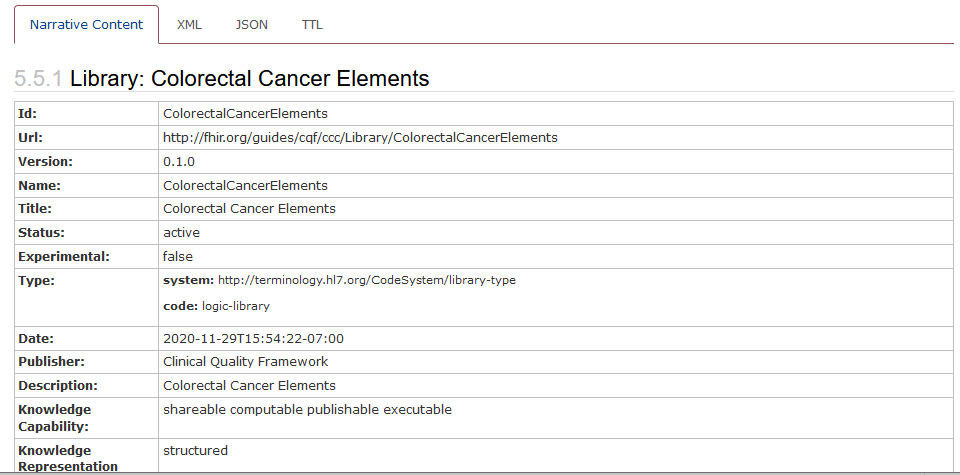 Narrative Content XML JSON TTL
5.5.1 Library: Colorectal Cancer Elements
Id: ColorectalCancerElements
Url: http://fhir.org/guides/cqf/ccc/Library/ColorectalCancerElements
Version: 0.1.0
Name: ColorectalCancerElements
Title: Colorectal Cancer Elements
Status: active
Experimental: false
Type: system: http://terminology.hl7.org/CodeSystem/library-type
code: logic-library
Date: 2020-11-29T15:54:22-07:00
Publisher: Clinical Quality Framework
Description: Colorectal Cancer Elements
Knowledge shareable computable publishable executable
Capability:
Knowledge structured
Representation